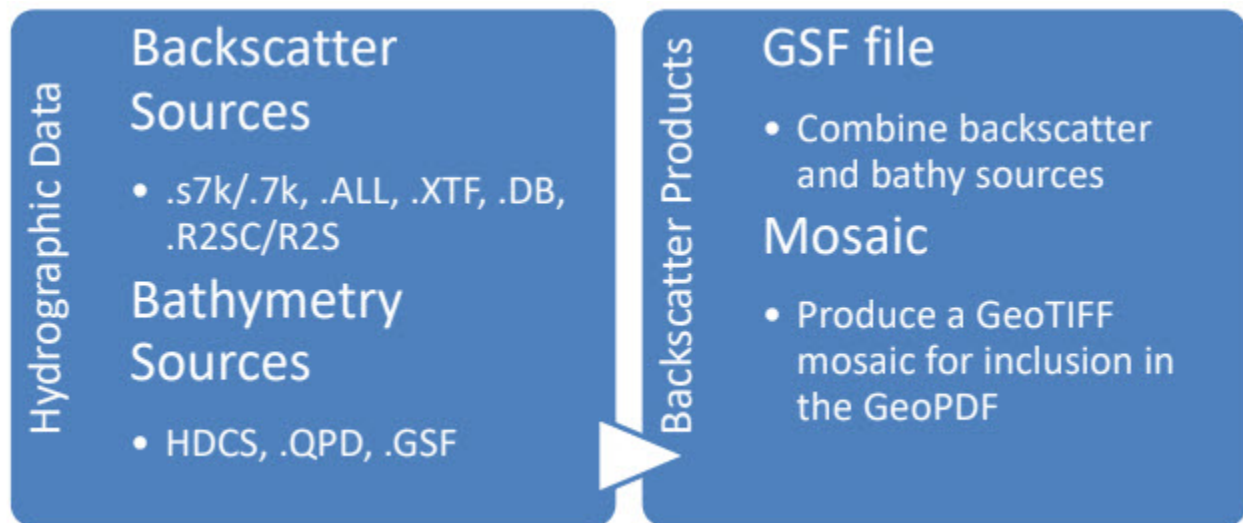 Hydrographic Data
Backscatter
Sources
• .s7k/.7k, .ALL, .XTF, .DB,
.R2SC/R2S
Bathymetry
Sources
• HDCS, .QPD, .GSF
Backscatter Products
GSF file
• Combine backscatter
and bathy sources
Mosaic
• Produce a GeoTIFF
mosaic for inclusion in
the GeoPDF